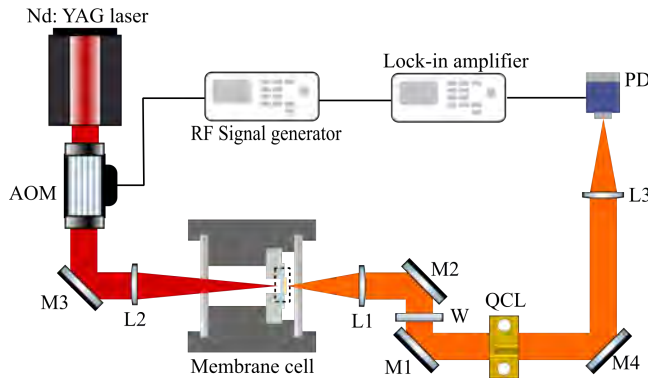 Nd: YAG laser
Lock-in amplifier
PD
RF Signal generator
AOM
L3
M3
L2
M2
L1
W
QCL
M1
M4
Membrane cell